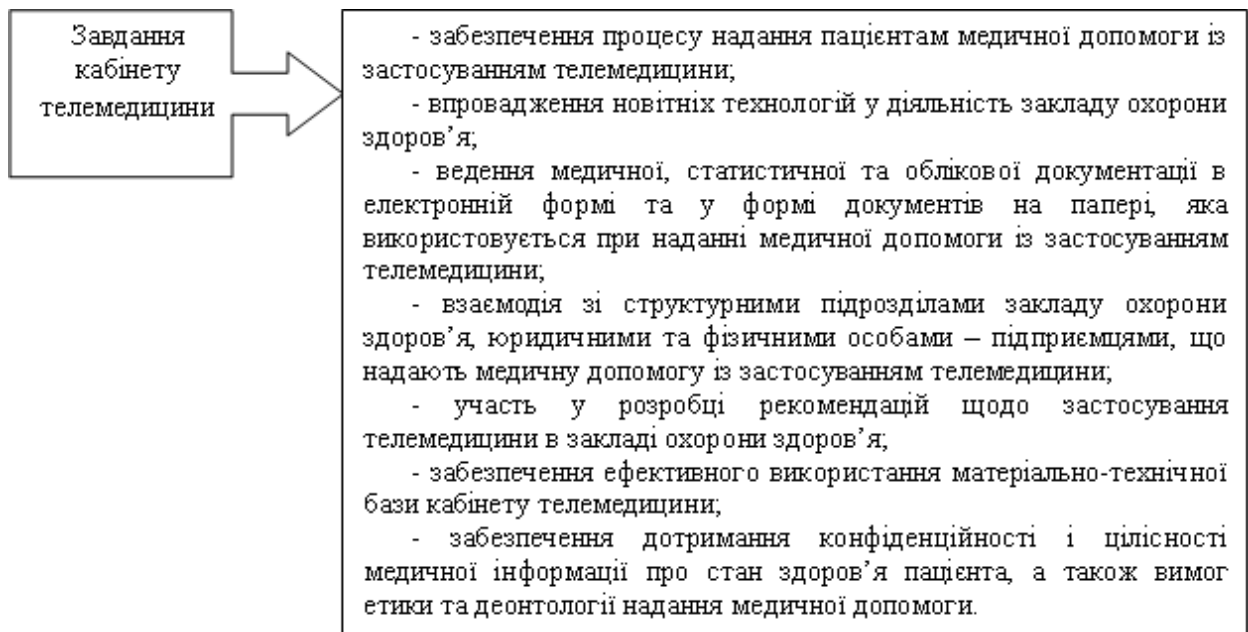 Завдання
кабінету
телемедицини
- забезпечення процесу надання пацієнтам медичної допомоги із
застосуванням телемедицини;
- впровадження новітніх технологій у діяльність закладу охорони
здоров’я;
- ведення медичної, статистичної та облікової документації в
електронній формі та у формі документів на папері, яка
використовується при наданні медичної допомоги із застосуванням
телемедицини;
- взаємодія зі структурними підрозділами закладу охорони
здоров’я, юридичними та фізичними особами – підприємцями, що
надають медичну допомогу із застосуванням телемедицини;
- участь у розробці рекомендацій щодо застосування
телемедицини в закладі охорони здоров’я;
- забезпечення ефективного використання матеріально-технічної
бази кабінету телемедицини;
- забезпечення дотримання конфіденційності і цілісності
медичної інформації про стан здоров’я пацієнта, а також вимог
етики та деонтології надання медичної допомоги.